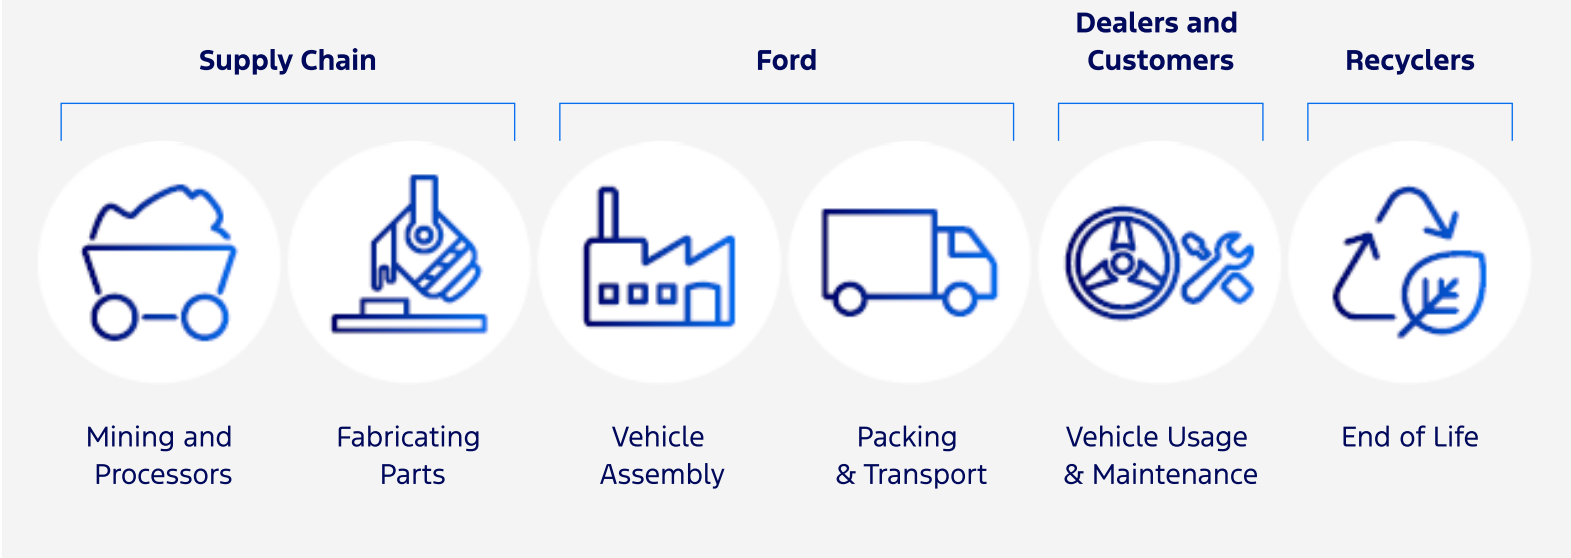 Supply Chain
Ford
Dealers and
Customers
Recyclers
Mining and
Processors
Fabricating
Parts
Vehicle
Assembly
Packing
& Transport
Vehicle Usage
& Maintenance
End of Life